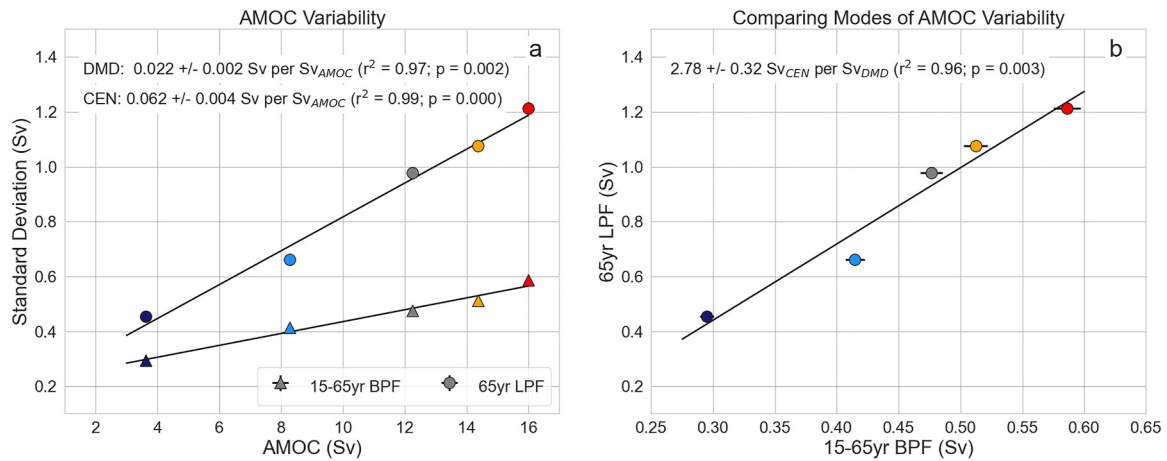 AMOC Variability
a
DMD: 0.022 +/- 0.002 Sv per Sv_AMOC (r² = 0.97; p = 0.002)
CEN: 0.062 +/- 0.004 Sv per Sv_AMOC (r² = 0.99; p = 0.000)
Standard Deviation (Sv)
1.4
1.2
1.0
0.8
0.6
0.4
0.2
15-65yr BPF
65yr LPF
2 4 6 8 10 12 14 16
AMOC (Sv)
Comparing Modes of AMOC Variability
b
2.78 +/- 0.32 Sv_CEN per Sv_DMD (r² = 0.96; p = 0.003)
65yr LPF (Sv)
1.4
1.2
1.0
0.8
0.6
0.4
0.2
0.25 0.30 0.35 0.40 0.45 0.50 0.55 0.60 0.65
15-65yr BPF (Sv)